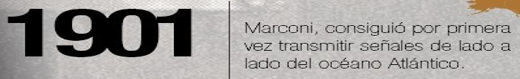 1901
Marconi, consiguió por primera
vez transmitir señales de lado a
lado del océano Atlántico.